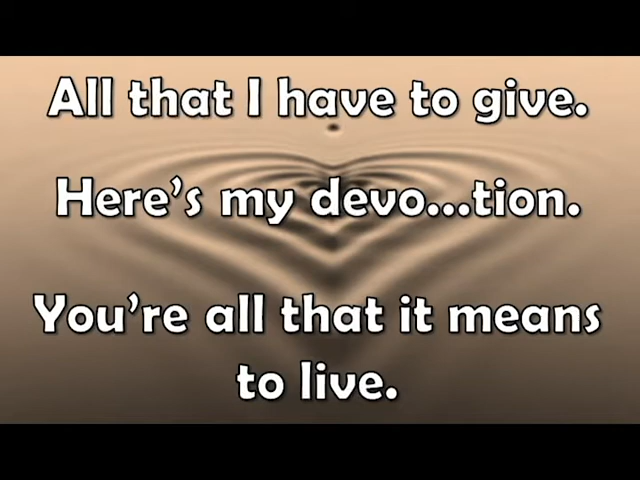 All that I have to give.
Here's my devo...tion.
You're all that it means
to live.